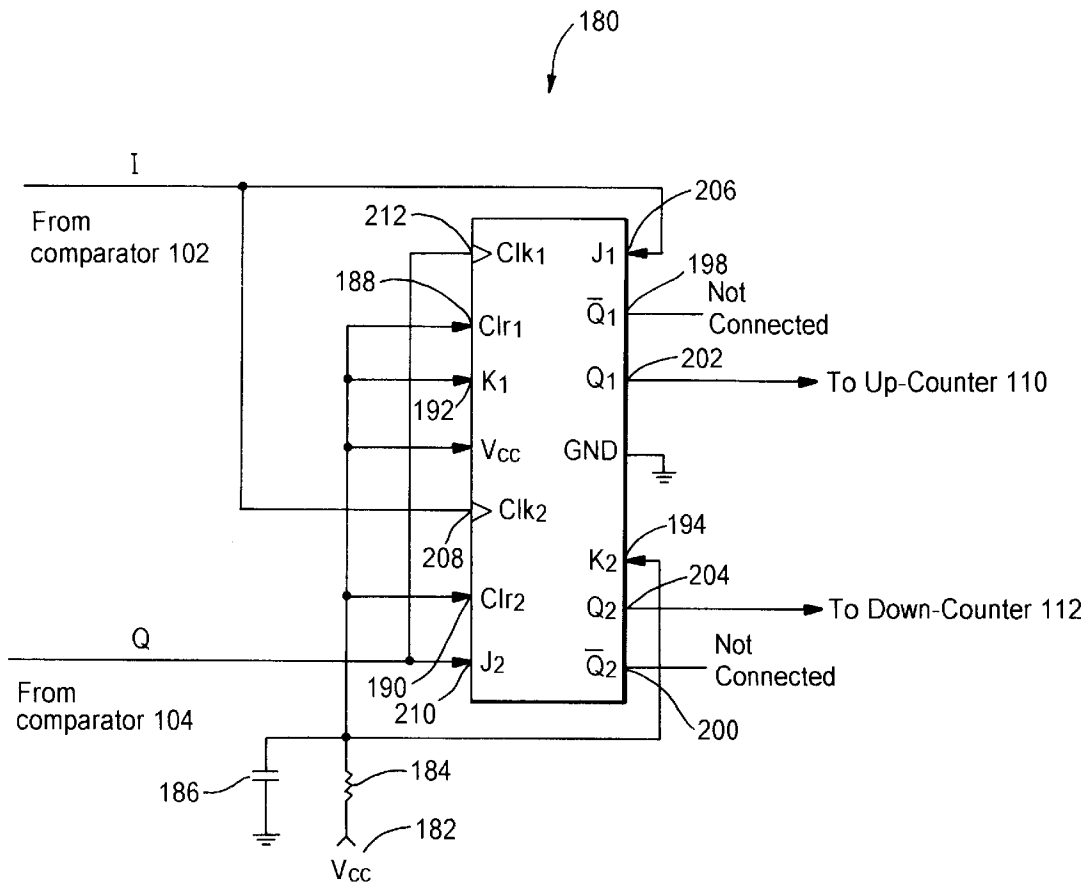 180
I
From
comparator 102
212
206
Clk1
J1
188
198
Not
Connected
Q̅1
Clr1
202
Q1
To Up-Counter 110
K1
192
Vcc
GND
Clk2
208
194
K2
204
Clr2
Q2
To Down-Counter 112
Q
190
J2
Q̅2
Not
Connected
From
comparator 104
210
200
186
184
182
Vcc